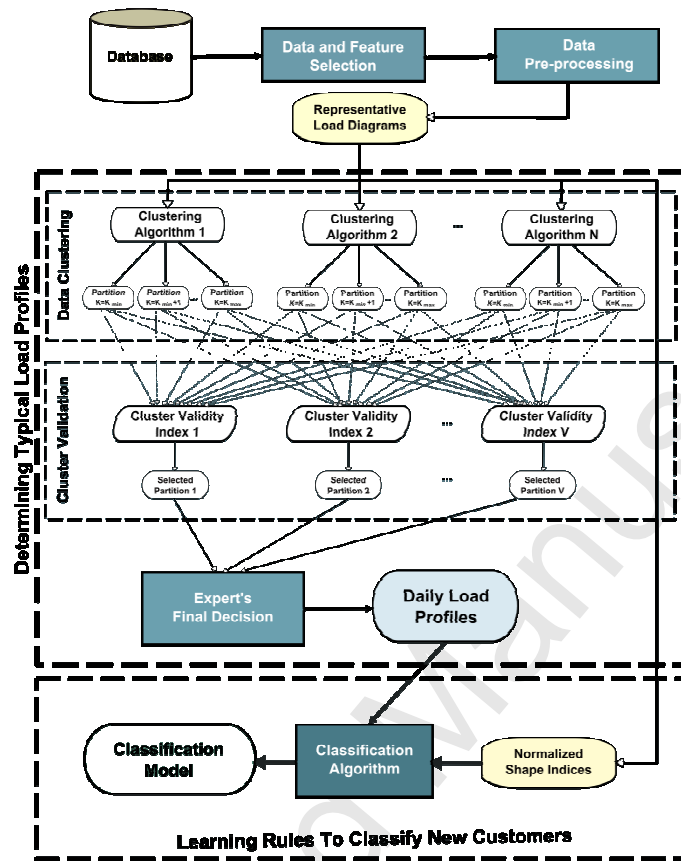 Database
Data and Feature
Selection
Data
Pre-processing
Representative
Load Diagrams
Determining Typical Load Profiles
Data Clustering
Clustering
Algorithm 1
Clustering
Algorithm 2
...
Clustering
Algorithm N
Partition
K=K min
Partition
K=K min+1
...
Partition
K=K max
Partition
K=K min
Partition
K=K min+1
...
Partition
K=K max
Partition
K=K min
Partition
K=K min+1
...
Partition
K=K max
Cluster Validation
Cluster Validity
Index 1
Cluster Validity
Index 2
...
Cluster Validity
Index V
Selected
Partition 1
Selected
Partition 2
...
Selected
Partition V
Expert's
Final Decision
Daily Load
Profiles
Classification
Model
Classification
Algorithm
Normalized
Shape Indices
Learning Rules To Classify New Customers
Manus